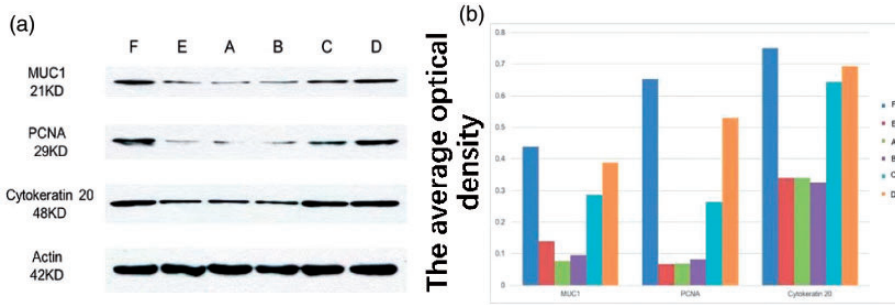 (a)
F E A B C D
MUC1
21KD
PCNA
29KD
Cytokeratin 20
48KD
Actin
42KD
(b)
The average optical
density
0.8
0.7
0.6
0.5
0.4
0.3
0.2
0.1
0
MUC1 PCNA Cytokeratin 20
F
E
A
B
C
D